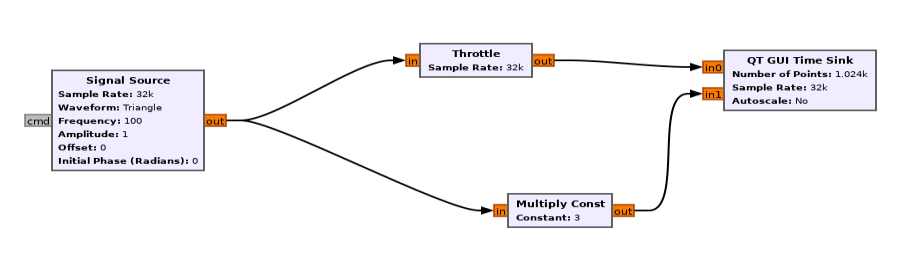 Signal Source
Sample Rate: 32k
Waveform: Triangle
Frequency: 100
Amplitude: 1
Offset: 0
Initial Phase (Radians): 0
cmd
out
in
Throttle
Sample Rate: 32k
out
in
Multiply Const
Constant: 3
out
in0
in1
QT GUI Time Sink
Number of Points: 1.024k
Sample Rate: 32k
Autoscale: No